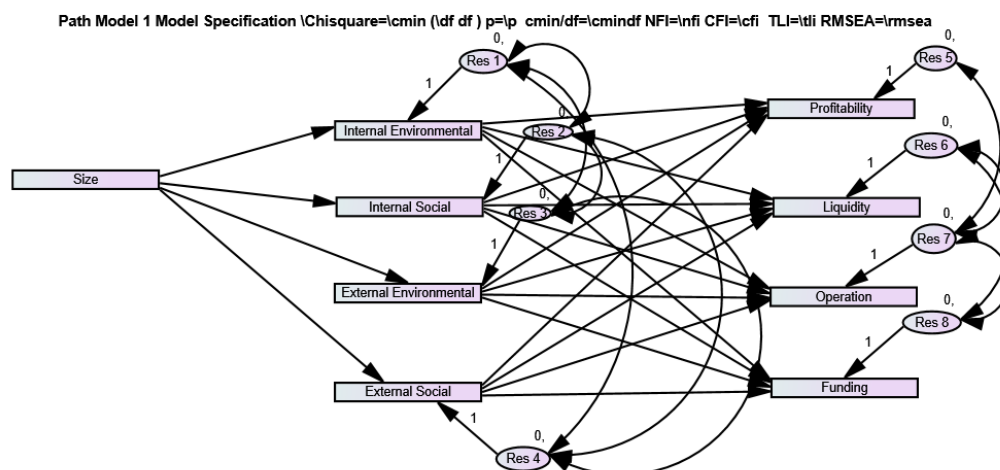 Path Model 1 Model Specification \Chisquare=\cmin (\df df ) p=\p cmin/df=\cmindf NFI=\nfi CFI=\cfi TLI=\tli RMSEA=\rmsea
0,
Res 1
1
0,
Res 5
1
Profitability
Internal Environmental
0,
Res 2
1
0,
Res 6
1
Size
Internal Social
0,
Res 3
1
Liquidity
0,
Res 7
1
External Environmental
Operation
0,
Res 8
1
External Social
Funding
1
0,
Res 4